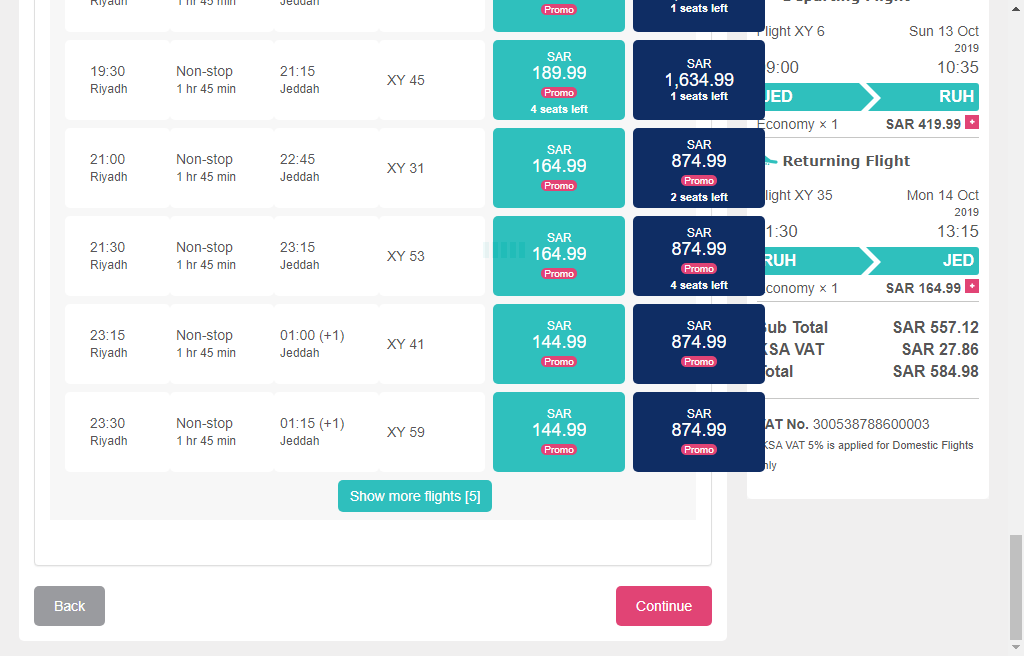 Riyadh
1 hr 45 min
Jeddah
Promo
1 seats left
19:30
Riyadh
Non-stop
1 hr 45 min
21:15
Jeddah
XY 45
SAR
189.99
Promo
4 seats left
SAR
1,634.99
1 seats left
21:00
Riyadh
Non-stop
1 hr 45 min
22:45
Jeddah
XY 31
SAR
164.99
Promo
SAR
874.99
Promo
2 seats left
21:30
Riyadh
Non-stop
1 hr 45 min
23:15
Jeddah
XY 53
SAR
164.99
Promo
SAR
874.99
Promo
4 seats left
23:15
Riyadh
Non-stop
1 hr 45 min
01:00 (+1)
Jeddah
XY 41
SAR
144.99
Promo
SAR
874.99
Promo
23:30
Riyadh
Non-stop
1 hr 45 min
01:15 (+1)
Jeddah
XY 59
SAR
144.99
Promo
SAR
874.99
Promo
Show more flights [5]
Back
Continue
Departing Flight
Flight XY 6 Sun 13 Oct
2019
9:00 10:35
JED RUH
Economy × 1 SAR 419.99 +
Returning Flight
Flight XY 35 Mon 14 Oct
2019
1:30 13:15
RUH JED
Economy × 1 SAR 164.99 +
Sub Total SAR 557.12
KSA VAT SAR 27.86
Total SAR 584.98
VAT No. 300538788600003
KSA VAT 5% is applied for Domestic Flights
only